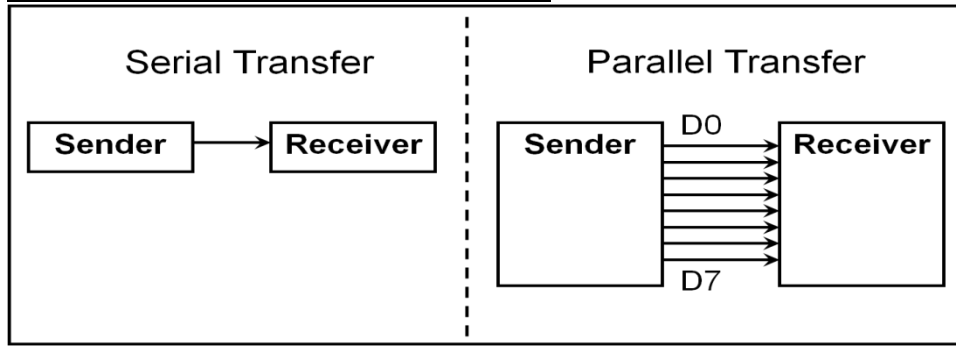 Serial Transfer
Sender
Receiver
Parallel Transfer
D0
Sender
Receiver
D7